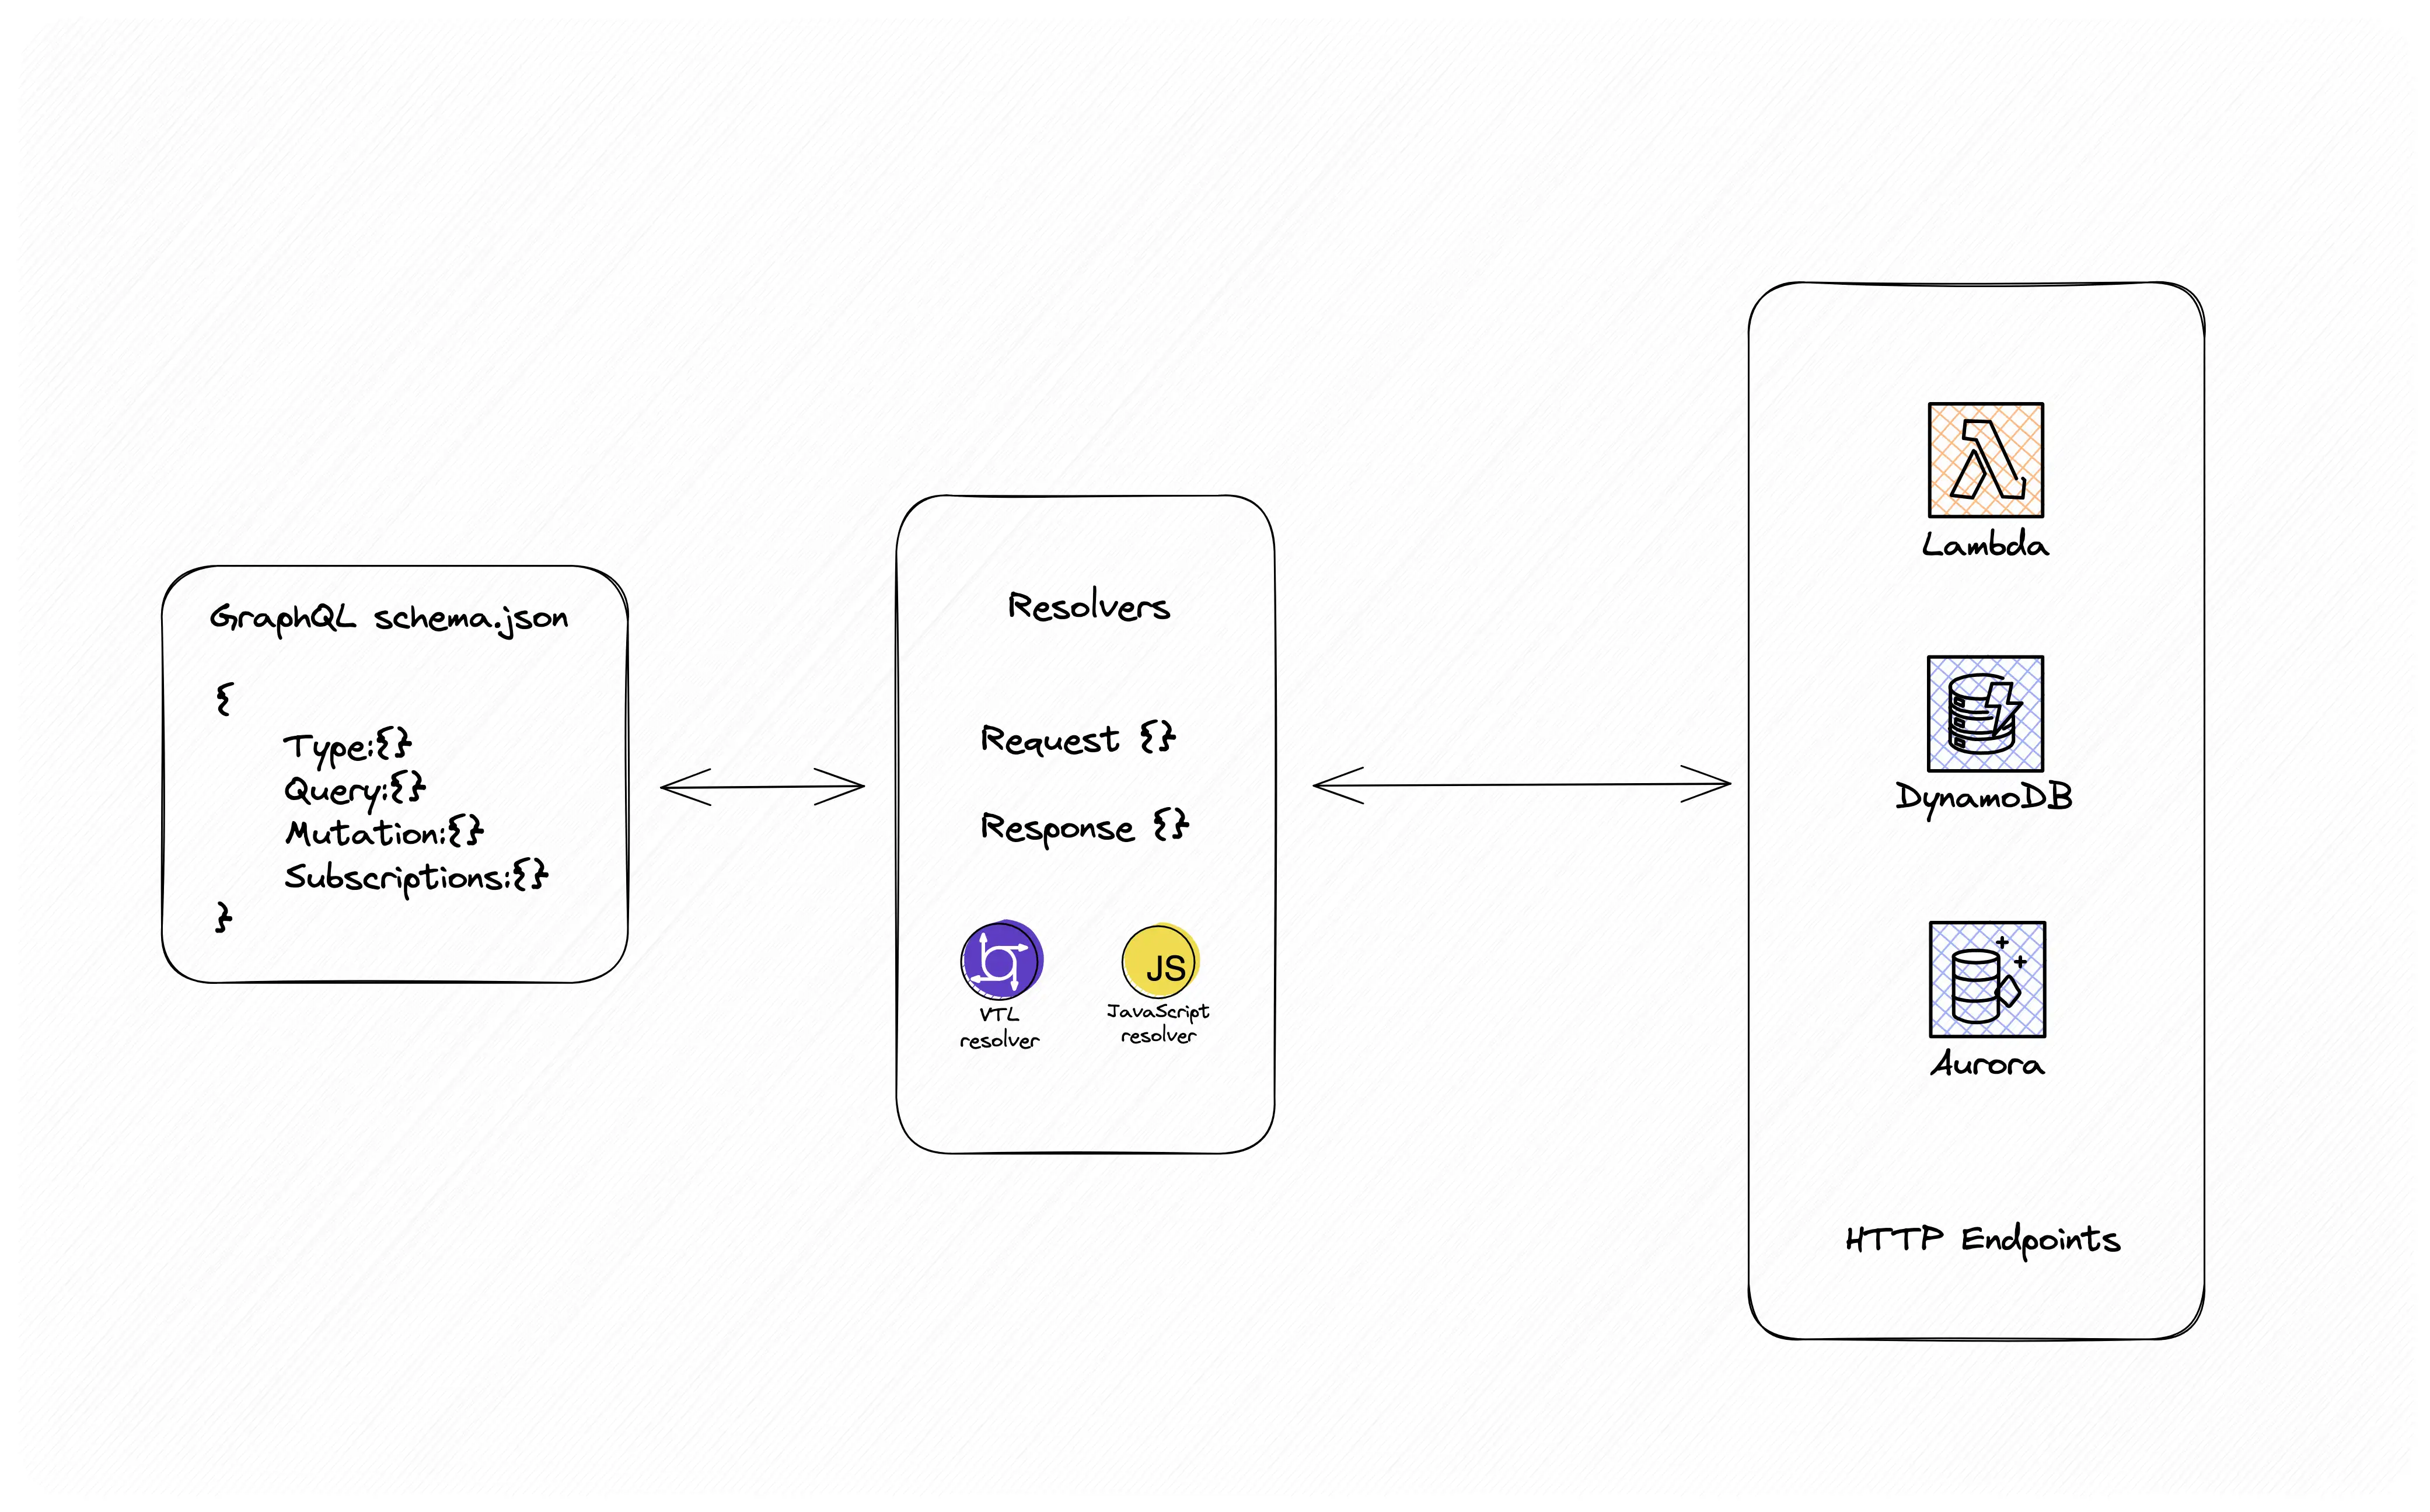 GraphQL schema.json
{
Type:{}
Query:{}
Mutation:{}
Subscriptions:{}
}
Resolvers
Request {}
Response {}
JS
VTL
resolver
JavaScript
resolver
Lambda
DynamoDB
Aurora
HTTP Endpoints